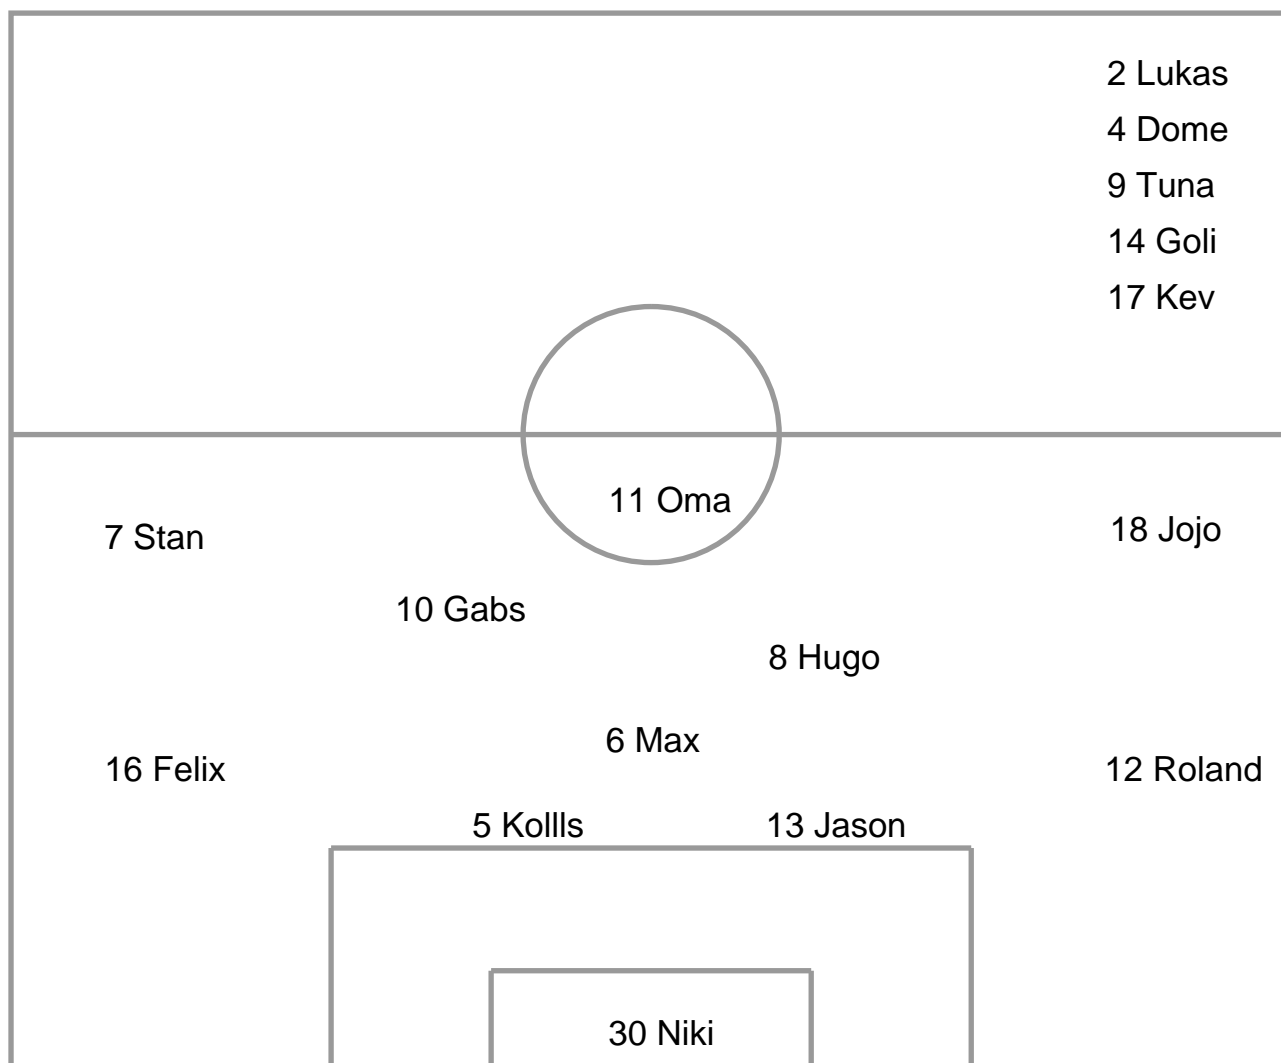 2 Lukas
4 Dome
9 Tuna
14 Goli
17 Kev
11 Oma
7 Stan
18 Jojo
10 Gabs
8 Hugo
6 Max
16 Felix
12 Roland
5 Kollls
13 Jason
30 Niki